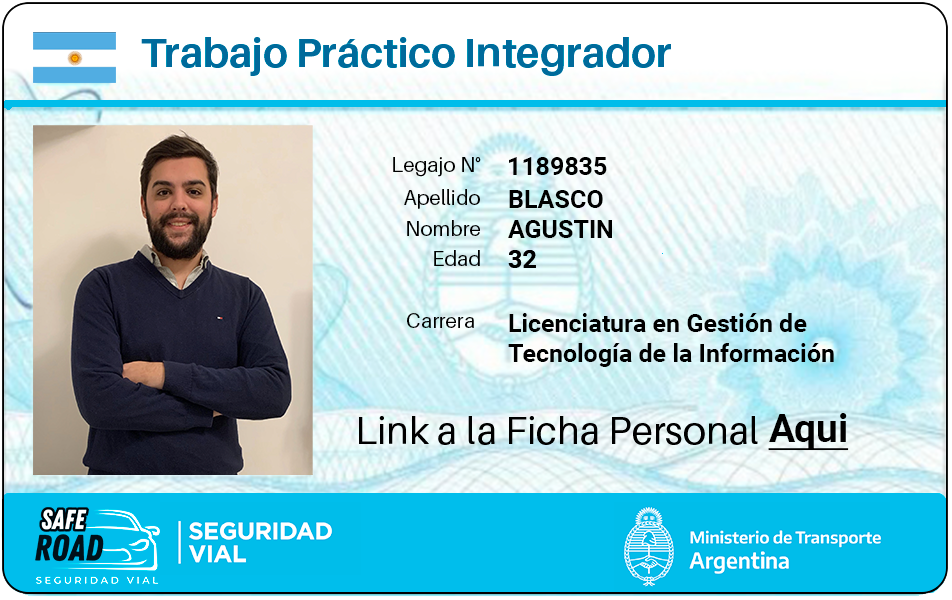 Trabajo Práctico Integrador
Legajo N° 1189835
Apellido BLASCO
Nombre AGUSTIN
Edad 32
Carrera Licenciatura en Gestión de
Tecnología de la Información
Link a la Ficha Personal Aqui
SAFE
ROAD
SEGURIDAD VIAL
SEGURIDAD
VIAL
Ministerio de Transporte
Argentina